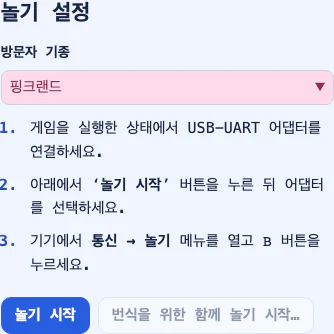 놀기 설정
방문자 기종
핑크랜드 ▼
1. 게임을 실행한 상태에서 USB-UART 어댑터를
연결하세요.
2. 아래에서 ‘놀기 시작’ 버튼을 누른 뒤 어댑터
를 선택하세요.
3. 기기에서 통신 → 놀기 메뉴를 열고 B 버튼을
누르세요.
놀기 시작 번식을 위한 함께 놀기 시작…